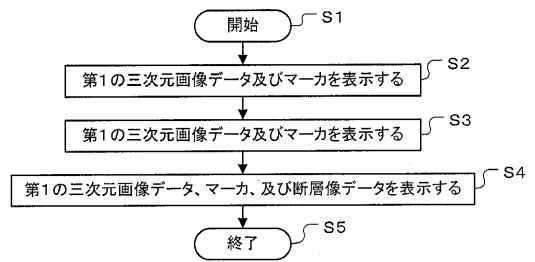 開始 S1
第1の三次元画像データ及びマーカを表示する S2
第1の三次元画像データ及びマーカを表示する S3
第1の三次元画像データ、マーカ、及び断層像データを表示する S4
終了 S5